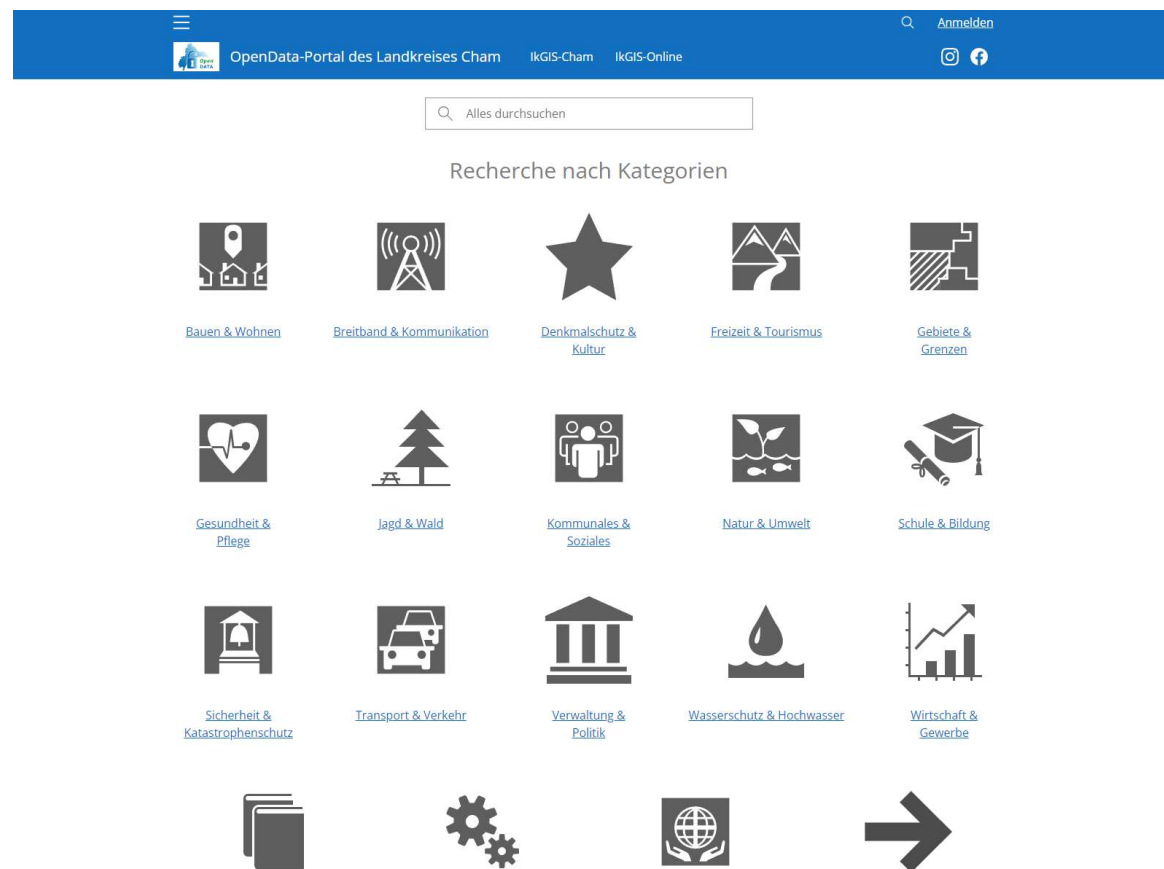 Anmelden
Open
DATA
OpenData-Portal des Landkreises Cham IkGIS-Cham IkGIS-Online
Alles durchsuchen
Recherche nach Kategorien
Bauen & Wohnen
Breitband & Kommunikation
Denkmalschutz &
Kultur
Freizeit & Tourismus
Gebiete &
Grenzen
Gesundheit &
Pflege
Jagd & Wald
Kommunales &
Soziales
Natur & Umwelt
Schule & Bildung
Sicherheit &
Katastrophenschutz
Transport & Verkehr
Verwaltung &
Politik
Wasserschutz & Hochwasser
Wirtschaft &
Gewerbe